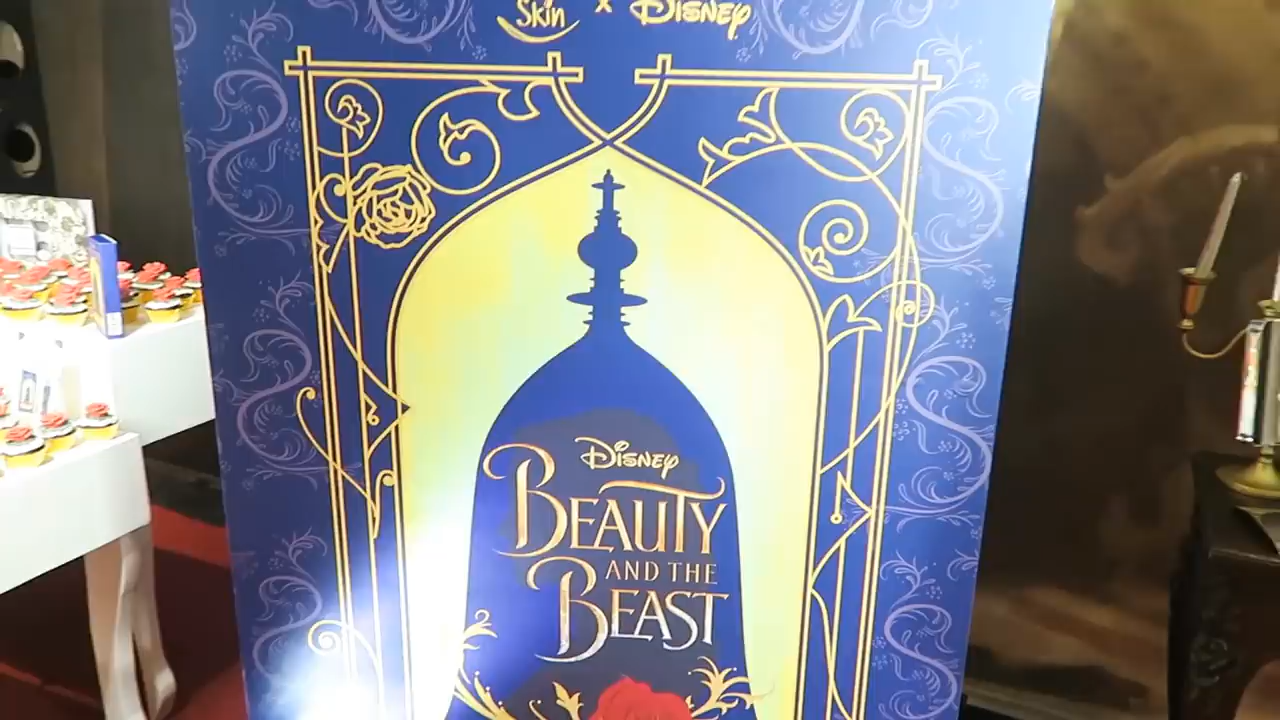 Skin x Disney
Disney
Beauty
and the
Beast